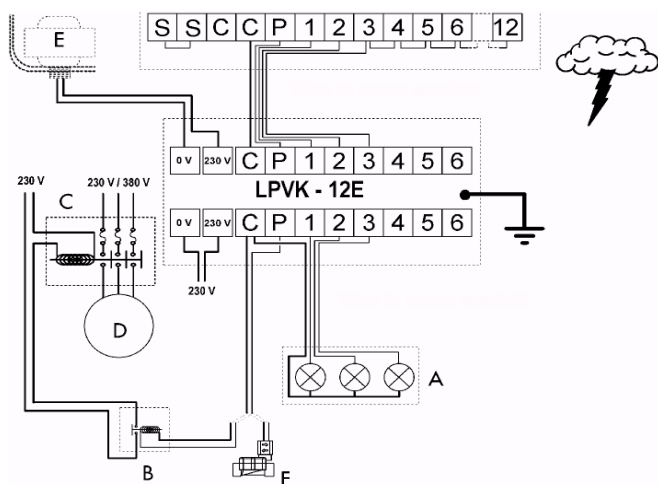 E
S S C C P 1 2 3 4 5 6 12
0 V 230 V C P 1 2 3 4 5 6
LPVK - 12E
230 V
230 V / 380 V
C
0 V 230 V C P 1 2 3 4 5 6
230 V
D
A
B
F